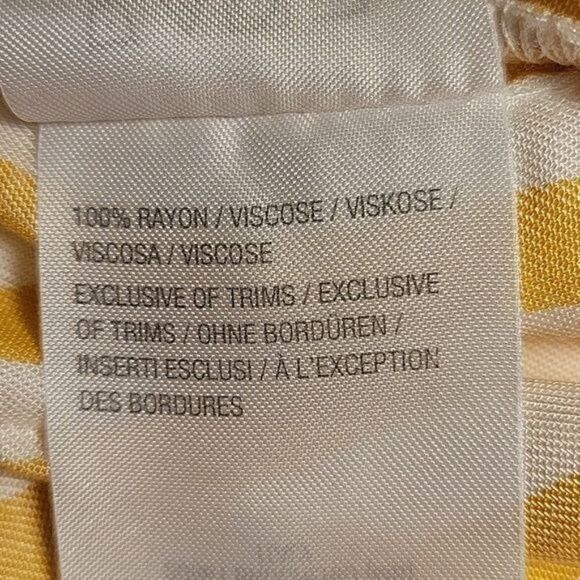 100% RAYON / VISCOSE / VISKOSE /
VISCOSA / VISCOSE
EXCLUSIVE OF TRIMS / EXCLUSIVE
OF TRIMS / OHNE BORDÜREN /
INSERTI ESCLUSI / À L'EXCEPTION
DES BORDURES